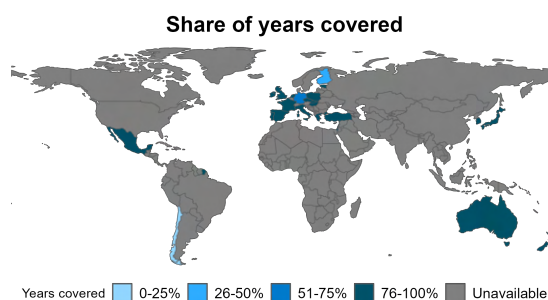 Share of years covered
Years covered 0-25% 26-50% 51-75% 76-100% Unavailable